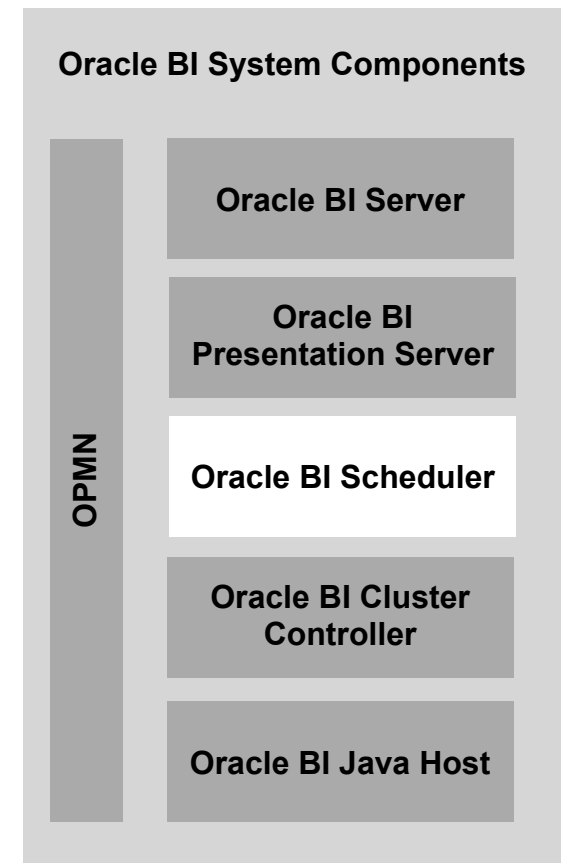 Oracle BI System Components
OPMN
Oracle BI Server
Oracle BI
Presentation Server
Oracle BI Scheduler
Oracle BI Cluster
Controller
Oracle BI Java Host